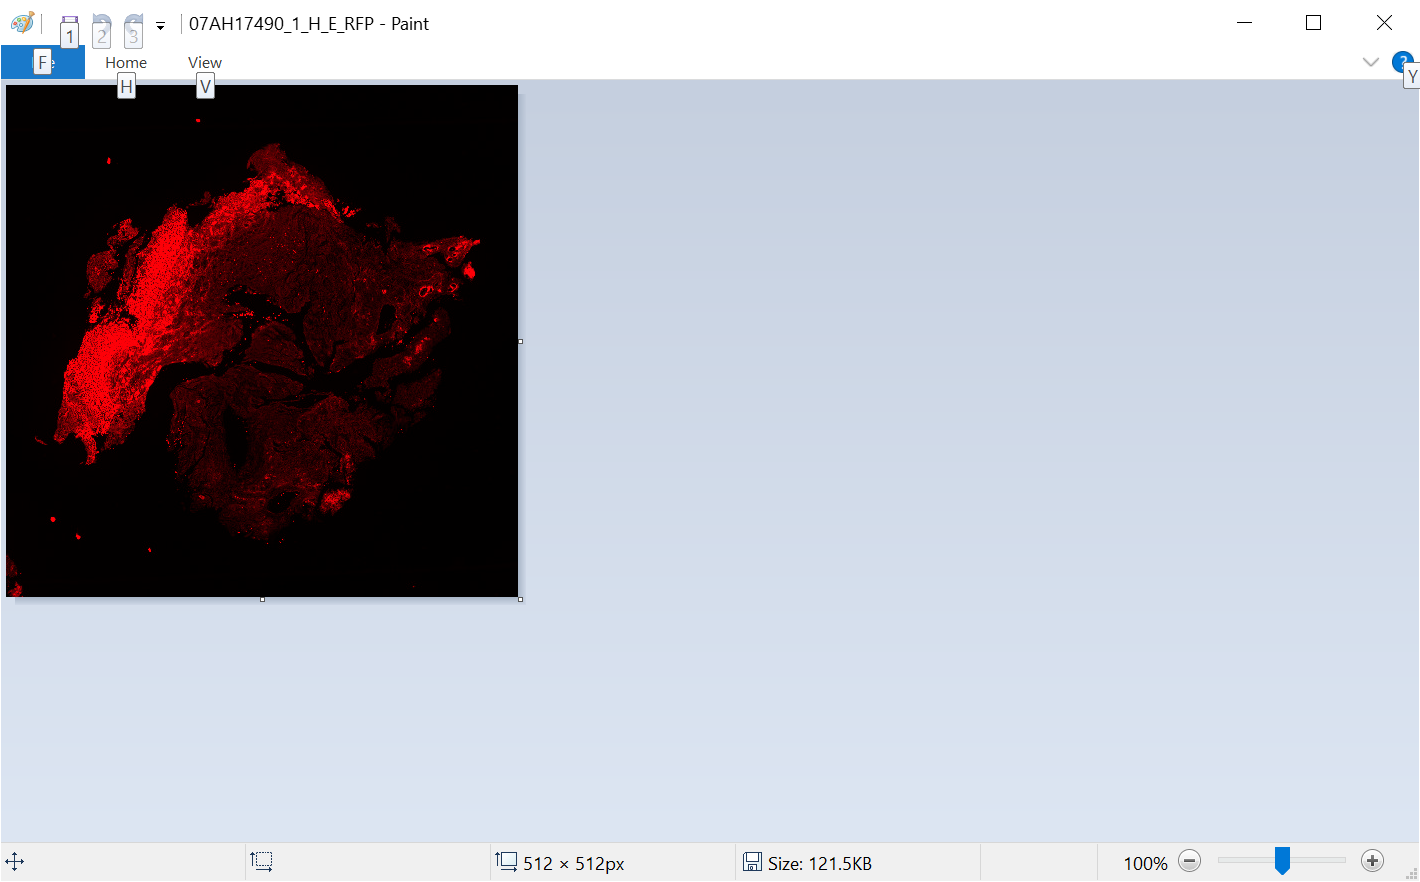 07AH17490_1_H_E_RFP - Paint
1 2 3
F
Home View
H V
? Y
512 × 512px
Size: 121.5KB
100%